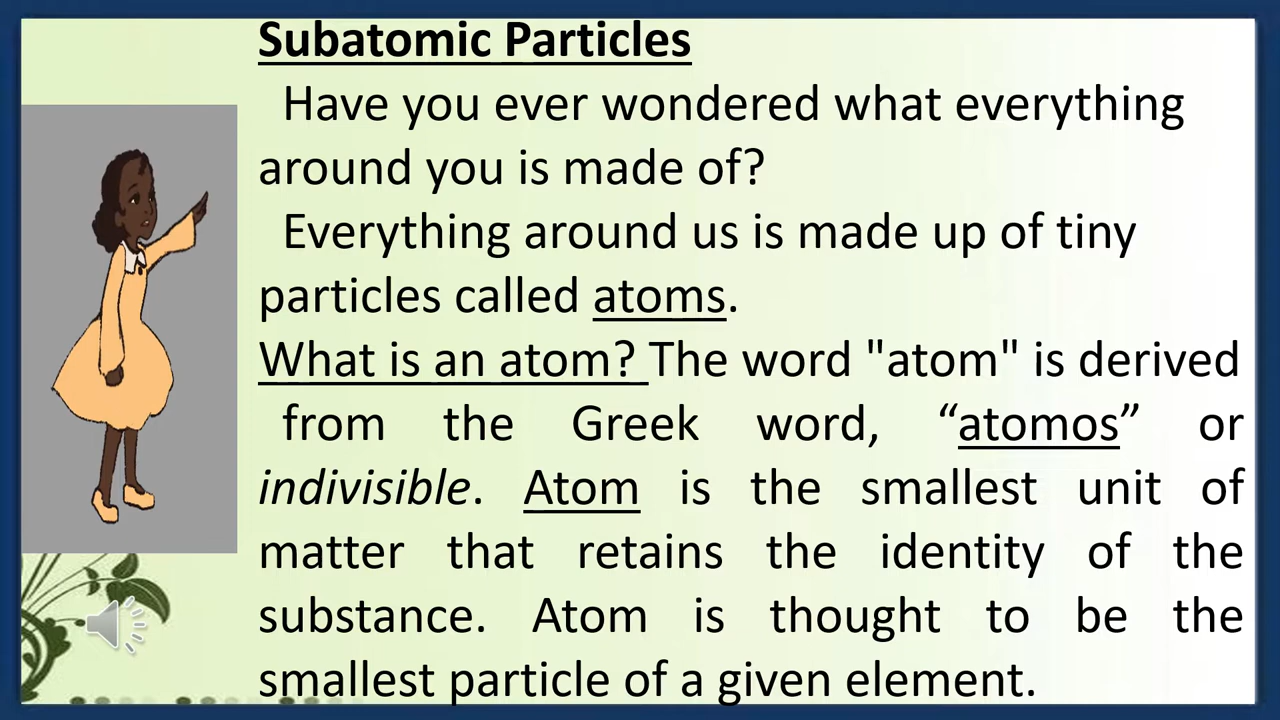 Subatomic Particles
Have you ever wondered what everything
around you is made of?
Everything around us is made up of tiny
particles called atoms.
What is an atom? The word "atom" is derived
from the Greek word, “atomos” or
indivisible. Atom is the smallest unit of
matter that retains the identity of the
substance. Atom is thought to be the
smallest particle of a given element.